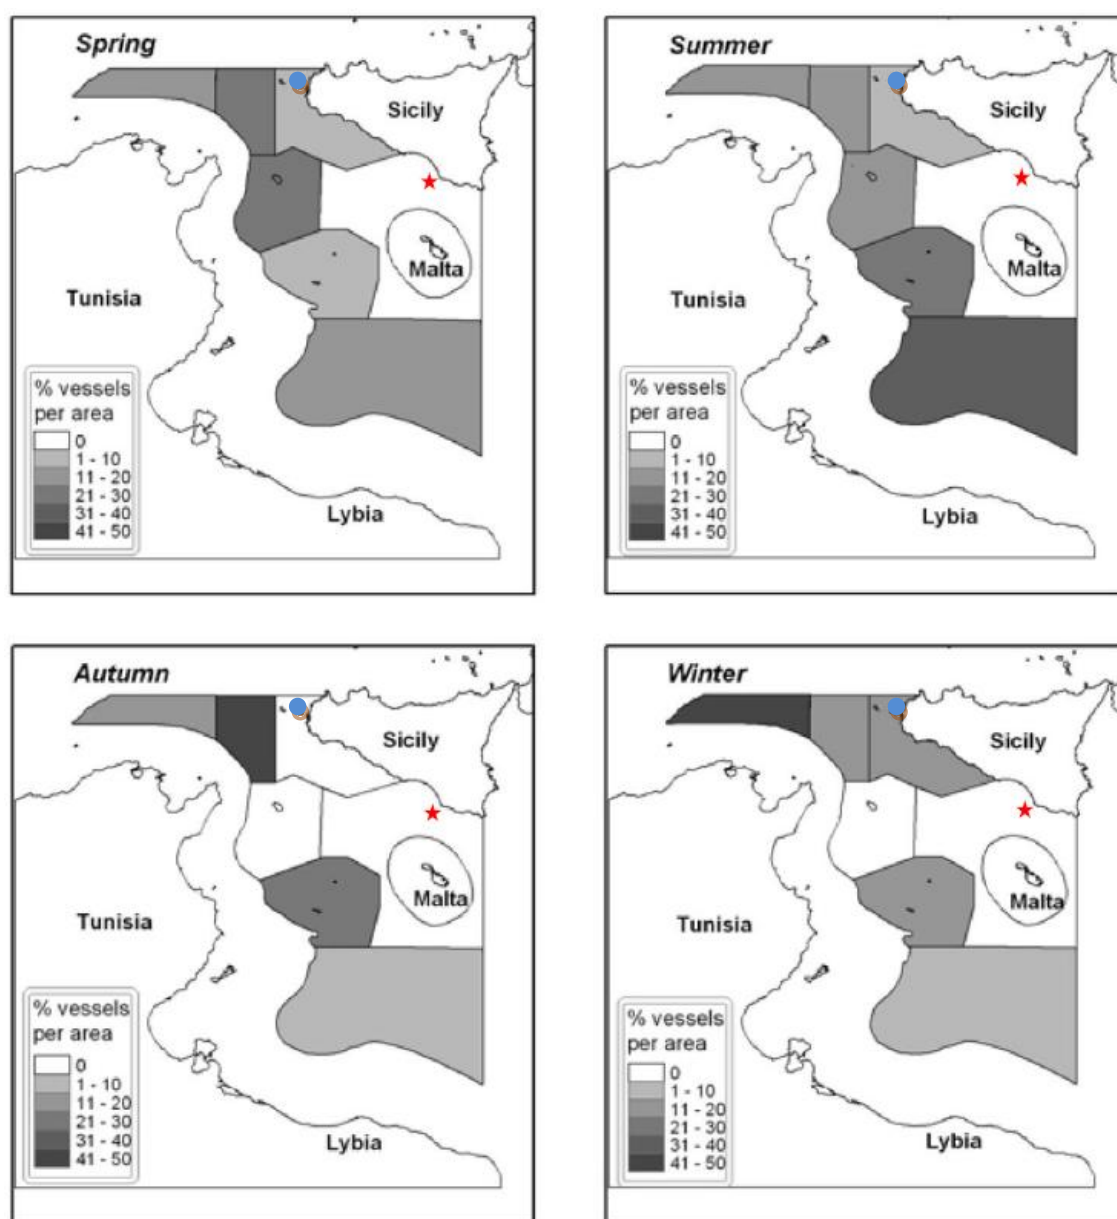 Spring
Sicily
Malta
Tunisia
% vessels
per area
0
1 - 10
11 - 20
21 - 30
31 - 40
41 - 50
Lybia
Summer
Sicily
Malta
Tunisia
% vessels
per area
0
1 - 10
11 - 20
21 - 30
31 - 40
41 - 50
Lybia
Autumn
Sicily
Malta
Tunisia
% vessels
per area
0
1 - 10
11 - 20
21 - 30
31 - 40
41 - 50
Lybia
Winter
Sicily
Malta
Tunisia
% vessels
per area
0
1 - 10
11 - 20
21 - 30
31 - 40
41 - 50
Lybia